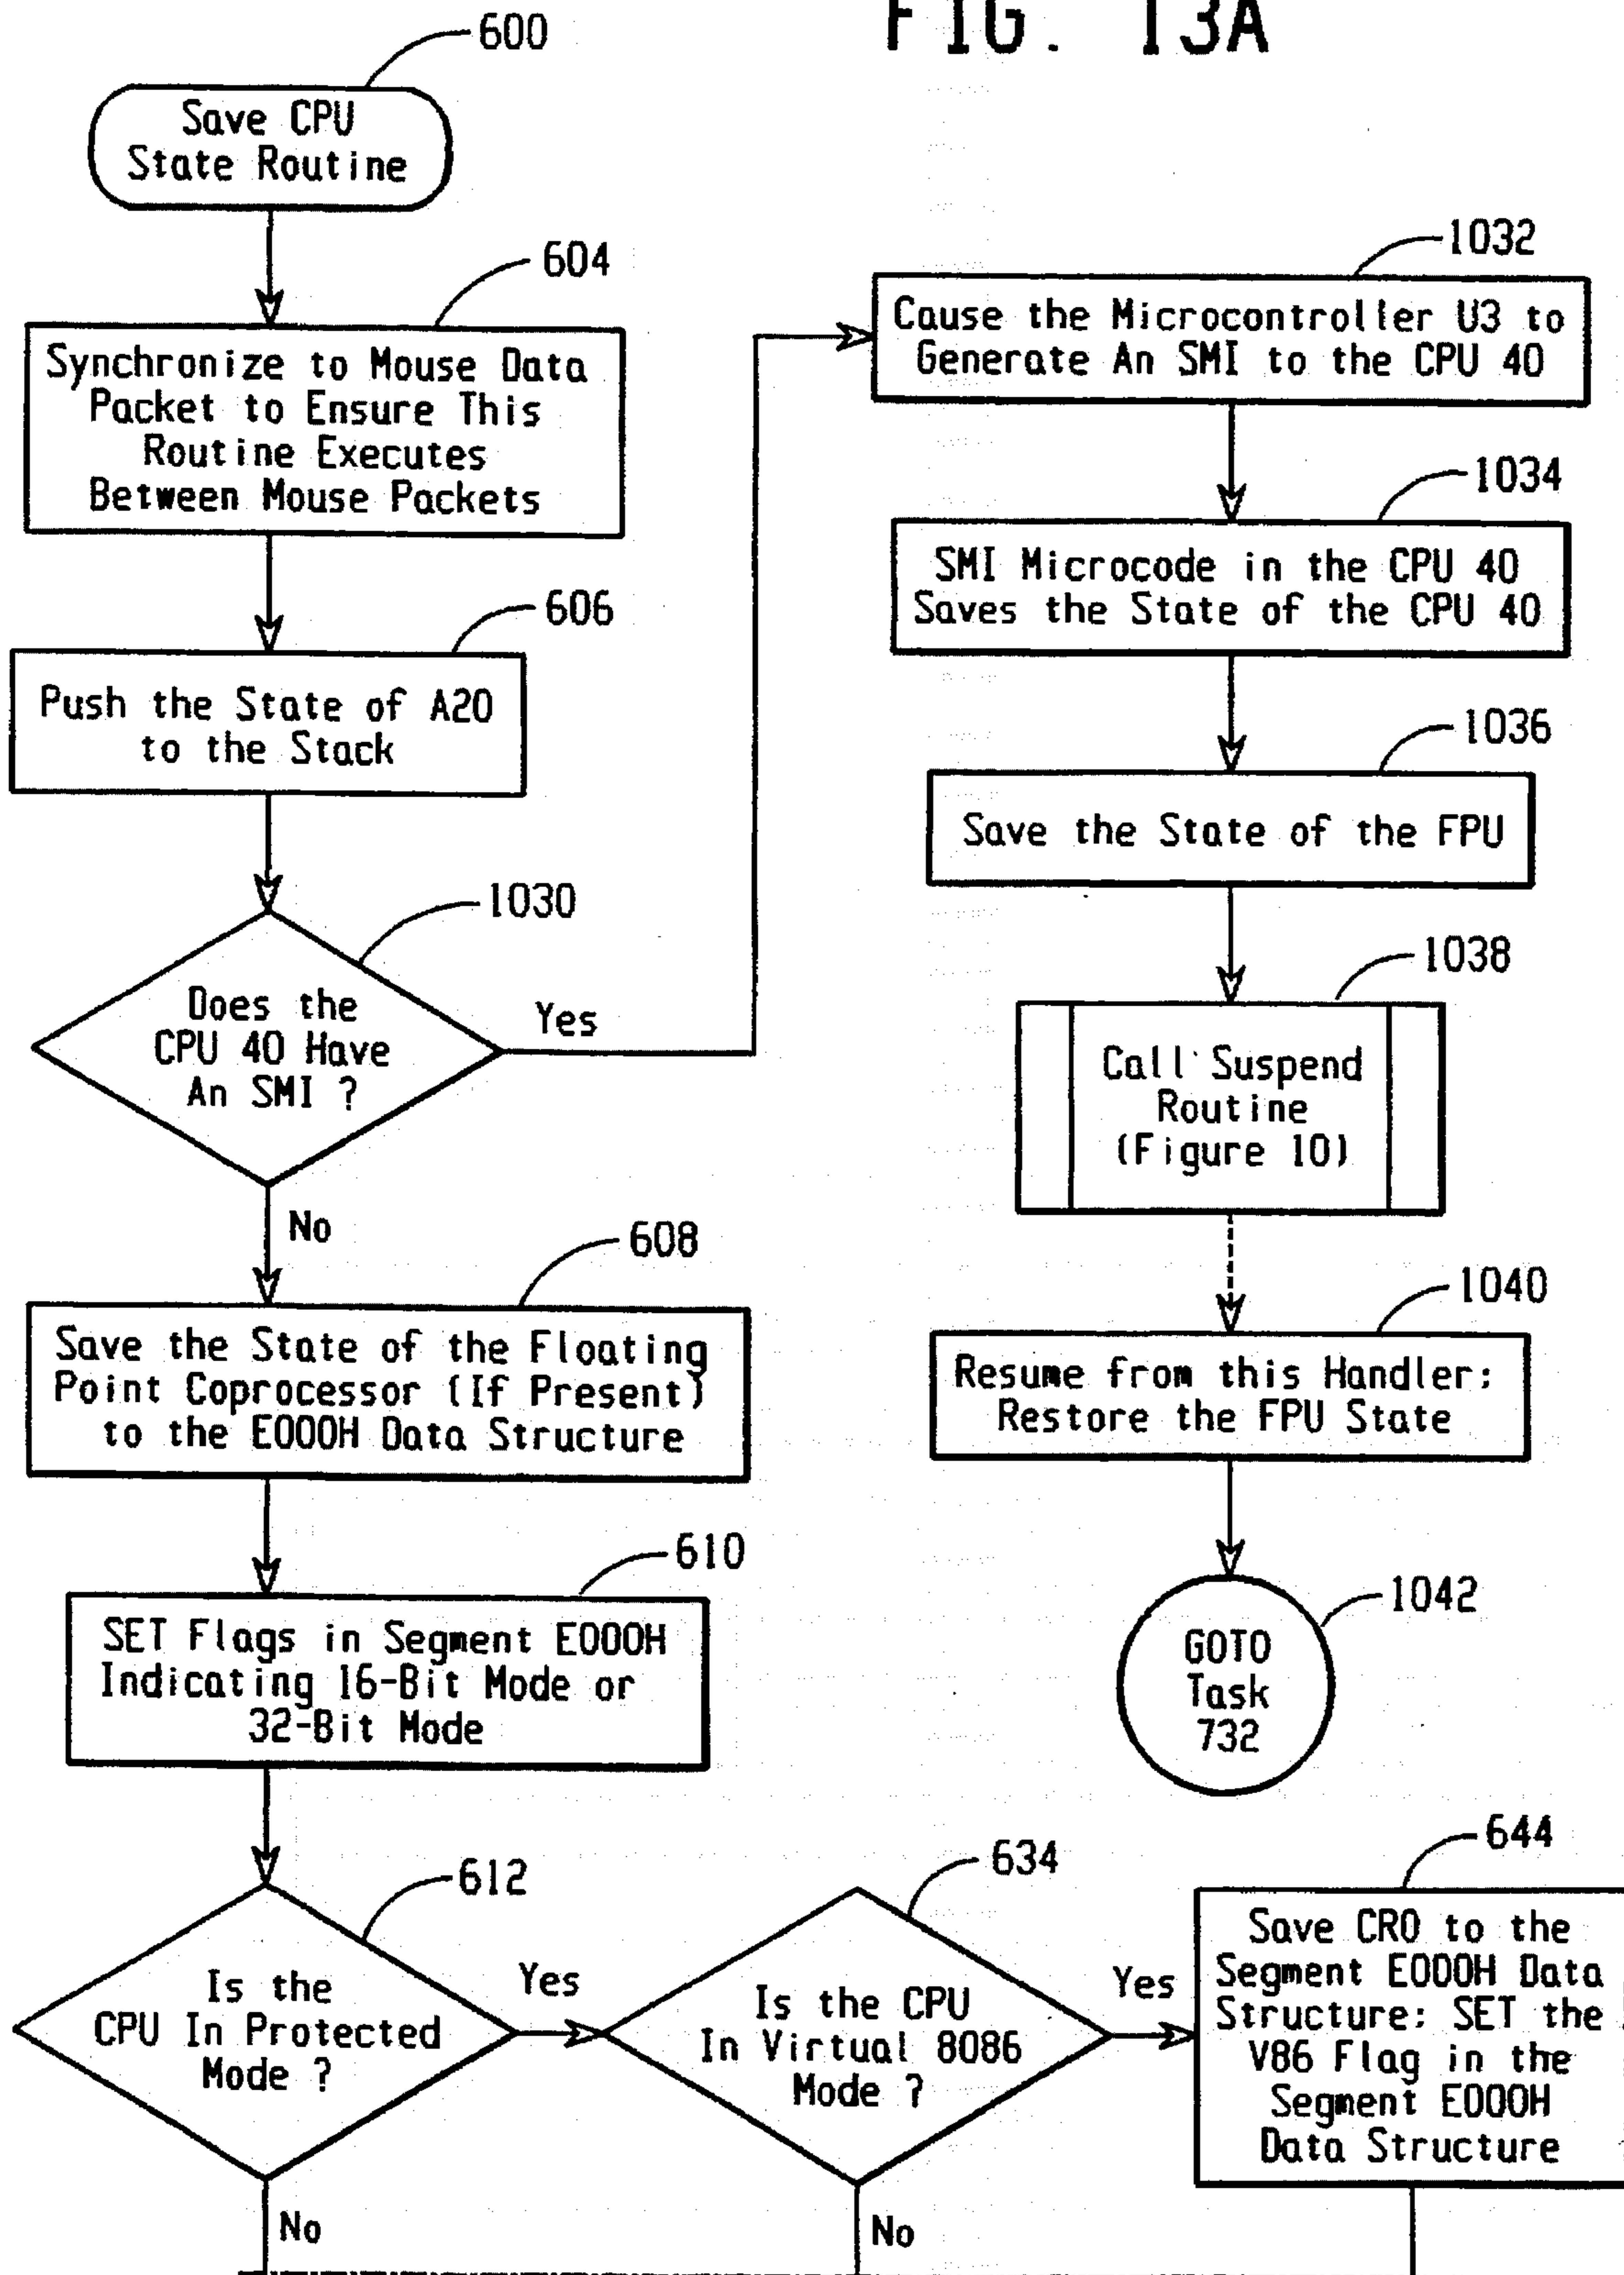 FIG. 13A
600
Save CPU
State Routine
604
Synchronize to Mouse Data
Packet to Ensure This
Routine Executes
Between Mouse Packets
606
Push the State of A20
to the Stack
1030
Does the
CPU 40 Have
An SMI ?
Yes
No
1032
Cause the Microcontroller U3 to
Generate An SMI to the CPU 40
1034
SMI Microcode in the CPU 40
Saves the State of the CPU 40
1036
Save the State of the FPU
1038
Call Suspend
Routine
(Figure 10)
1040
Resume from this Handler;
Restore the FPU State
1042
GOTO
Task
732
608
Save the State of the Floating
Point Coprocessor (If Present)
to the E000H Data Structure
610
SET Flags in Segment E000H
Indicating 16-Bit Mode or
32-Bit Mode
612
Is the
CPU In Protected
Mode ?
Yes
No
634
Is the CPU
In Virtual 8086
Mode ?
Yes
No
644
Save CR0 to the
Segment E000H Data
Structure; SET the
V86 Flag in the
Segment E000H
Data Structure